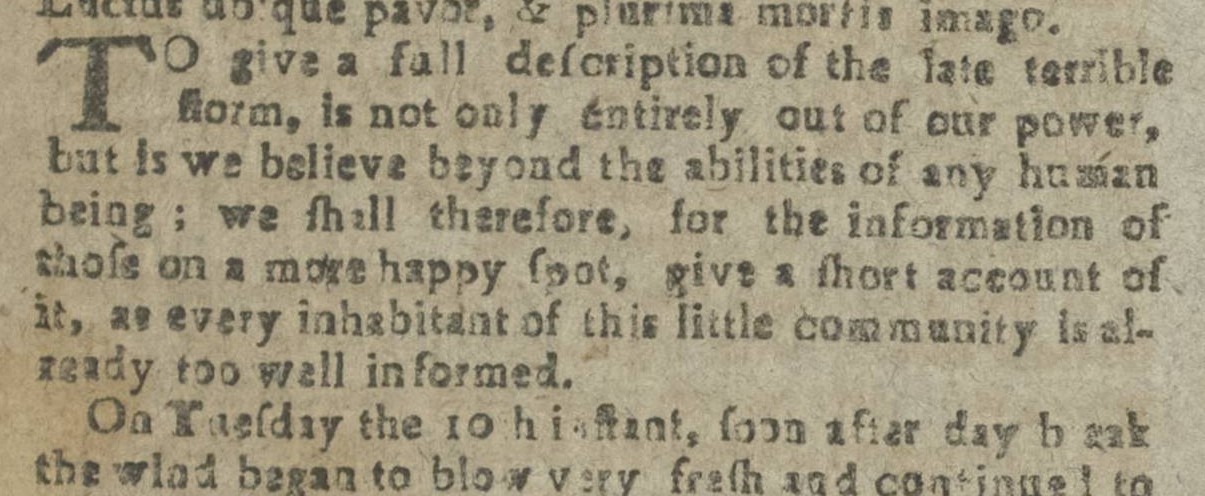 Luctus ubique pavor, & plurima mortis imago.
TO give a full deſcription of the late terrible
ſtorm, is not only entirely out of our power,
but is we believe beyond the abilities of any human
being; we ſhall therefore, for the information of
thoſe on a more happy ſpot, give a ſhort account of
it, as every inhabitant of this little community is al-
ready too well informed.
On Tueſday the 10 h inſtant, ſoon after day b eak
the wind began to blow very freſh and continued to